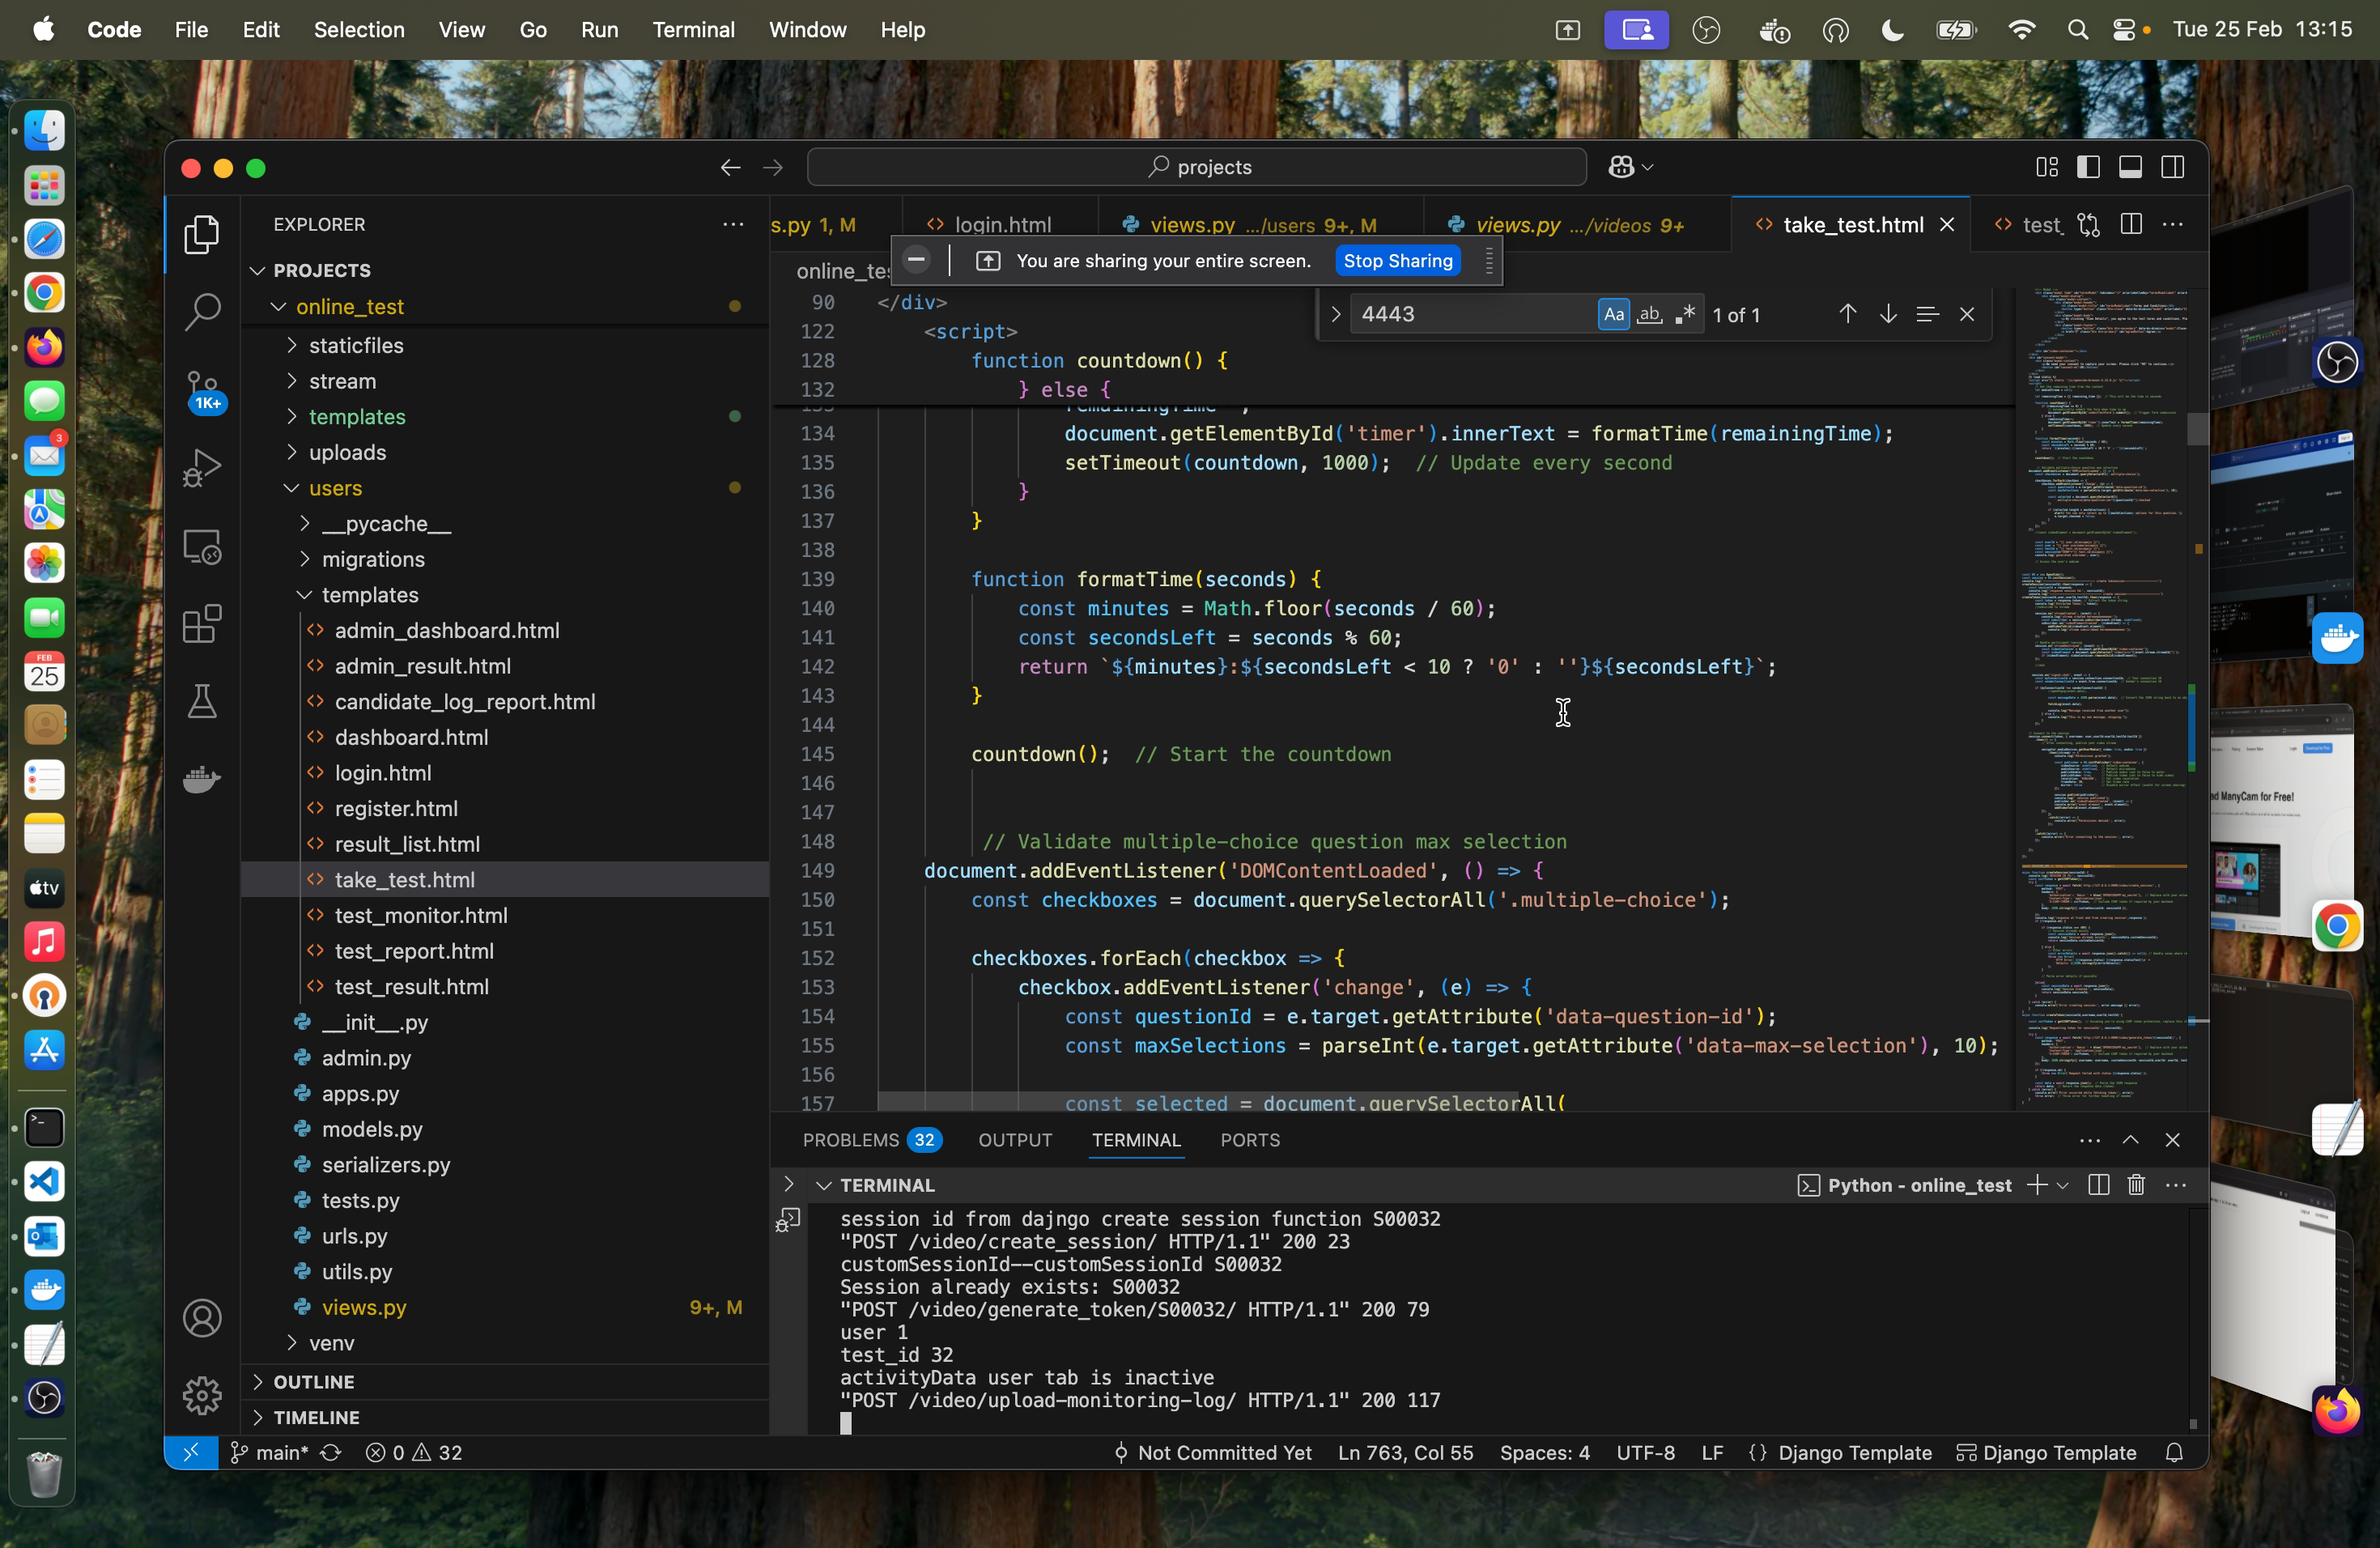 Code File Edit Selection View Go Run Terminal Window Help
Tue 25 Feb 13:15
projects
EXPLORER
PROJECTS
online_test
staticfiles
stream
templates
uploads
users
__pycache__
migrations
templates
admin_dashboard.html
admin_result.html
candidate_log_report.html
dashboard.html
login.html
register.html
result_list.html
take_test.html
test_monitor.html
test_report.html
test_result.html
__init__.py
admin.py
apps.py
models.py
serializers.py
tests.py
urls.py
utils.py
views.py 9+, M
venv
OUTLINE
TIMELINE
1K+
3
FEB
25
tv
s.py 1, M
login.html
views.py .../users 9+, M
views.py .../videos 9+
take_test.html
test_
You are sharing your entire screen. Stop Sharing
4443 Aa ab 1 of 1
90 </div>
122 <script>
128 function countdown() {
132 } else {
134 document.getElementById('timer').innerText = formatTime(remainingTime);
135 setTimeout(countdown, 1000); // Update every second
136 }
137 }
138
139 function formatTime(seconds) {
140 const minutes = Math.floor(seconds / 60);
141 const secondsLeft = seconds % 60;
142 return `${minutes}:${secondsLeft < 10 ? '0' : ''}${secondsLeft}`;
143 }
144
145 countdown(); // Start the countdown
146
147
148 // Validate multiple-choice question max selection
149 document.addEventListener('DOMContentLoaded', () => {
150 const checkboxes = document.querySelectorAll('.multiple-choice');
151
152 checkboxes.forEach(checkbox => {
153 checkbox.addEventListener('change', (e) => {
154 const questionId = e.target.getAttribute('data-question-id');
155 const maxSelections = parseInt(e.target.getAttribute('data-max-selection'), 10);
156
157 const selected = document.querySelectorAll(
PROBLEMS 32 OUTPUT TERMINAL PORTS
TERMINAL
Python - online_test
session id from dajngo create session function S00032
"POST /video/create_session/ HTTP/1.1" 200 23
customSessionId--customSessionId S00032
Session already exists: S00032
"POST /video/generate_token/S00032/ HTTP/1.1" 200 79
user 1
test_id 32
activityData user tab is inactive
"POST /video/upload-monitoring-log/ HTTP/1.1" 200 117
main* 0 32
Not Committed Yet Ln 763, Col 55 Spaces: 4 UTF-8 LF {} Django Template Django Template
ad ManyCam for Free!